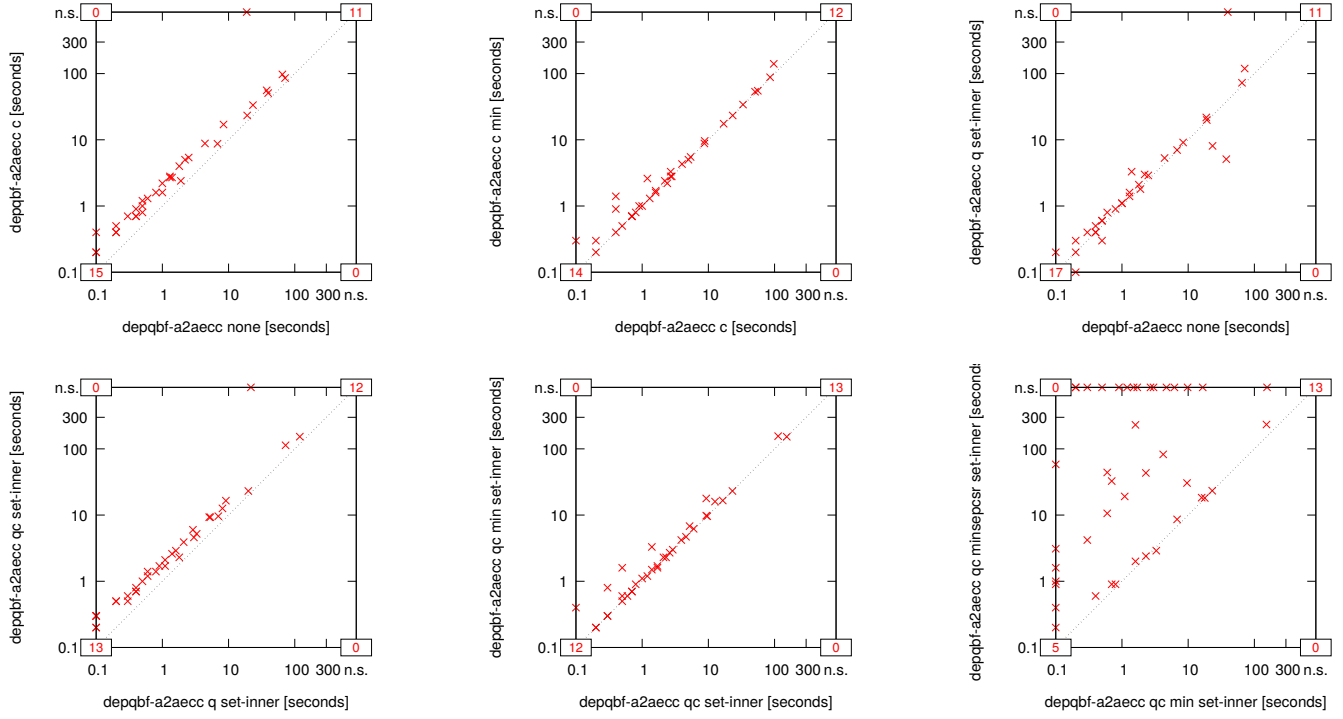 n.s. 0 11
300
100
10
1
0.1 15 0
0.1 1 10 100 300 n.s.
depqbf-a2aecc c [seconds]
depqbf-a2aecc none [seconds]
n.s. 0 12
300
100
10
1
0.1 14 0
0.1 1 10 100 300 n.s.
depqbf-a2aecc c min [seconds]
depqbf-a2aecc c [seconds]
n.s. 0 11
300
100
10
1
0.1 17 0
0.1 1 10 100 300 n.s.
depqbf-a2aecc q set-inner [seconds]
depqbf-a2aecc none [seconds]
n.s. 0 12
300
100
10
1
0.1 13 0
0.1 1 10 100 300 n.s.
depqbf-a2aecc qc set-inner [seconds]
depqbf-a2aecc q set-inner [seconds]
n.s. 0 13
300
100
10
1
0.1 12 0
0.1 1 10 100 300 n.s.
depqbf-a2aecc qc min set-inner [seconds]
depqbf-a2aecc qc set-inner [seconds]
n.s. 0 13
300
100
10
1
0.1 5 0
0.1 1 10 100 300 n.s.
depqbf-a2aecc qc minsepcsr set-inner [second
depqbf-a2aecc qc min set-inner [seconds]